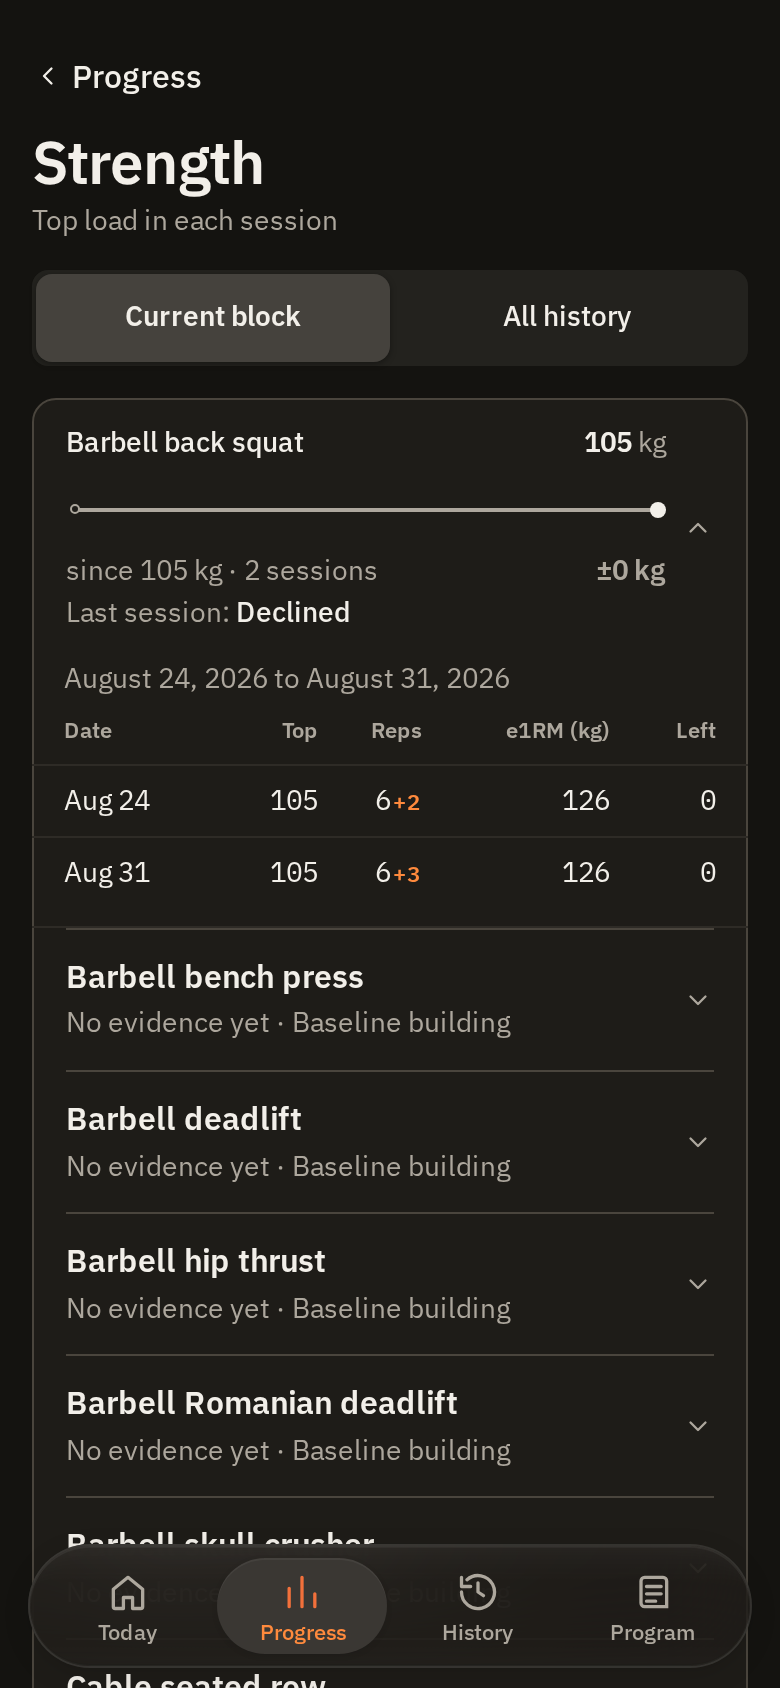 Progress
Strength
Top load in each session
Current block
All history
Barbell back squat
105 kg
since 105 kg · 2 sessions
±0 kg
Last session: Declined
August 24, 2026 to August 31, 2026
Date Top Reps e1RM (kg) Left
Aug 24 105 6+2 126 0
Aug 31 105 6+3 126 0
Barbell bench press
No evidence yet · Baseline building
Barbell deadlift
No evidence yet · Baseline building
Barbell hip thrust
No evidence yet · Baseline building
Barbell Romanian deadlift
No evidence yet · Baseline building
Barbell skull crusher
Today
Progress
History
Program
Cable seated row